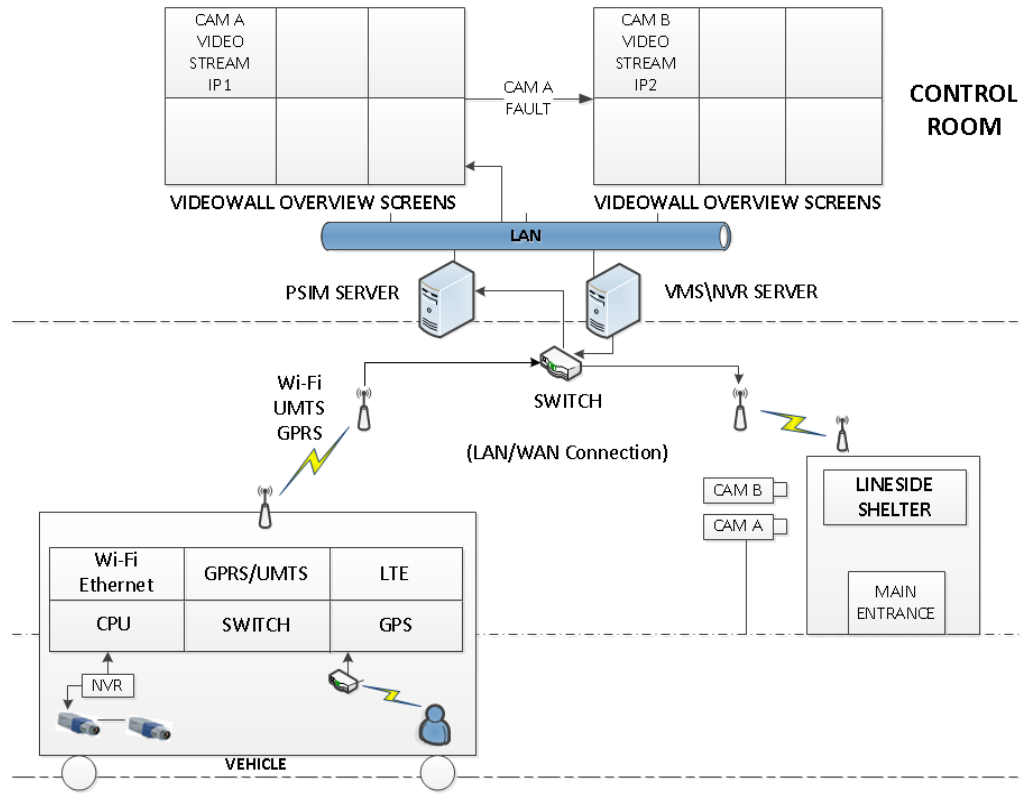 CAM A
VIDEO
STREAM
IP1
CAM A
FAULT
CAM B
VIDEO
STREAM
IP2
CONTROL
ROOM
VIDEOWALL OVERVIEW SCREENS
VIDEOWALL OVERVIEW SCREENS
LAN
PSIM SERVER
VMS\NVR SERVER
Wi-Fi
UMTS
GPRS
SWITCH
(LAN/WAN Connection)
CAM B
CAM A
LINESIDE
SHELTER
MAIN
ENTRANCE
Wi-Fi
Ethernet
GPRS/UMTS
LTE
CPU
SWITCH
GPS
NVR
VEHICLE